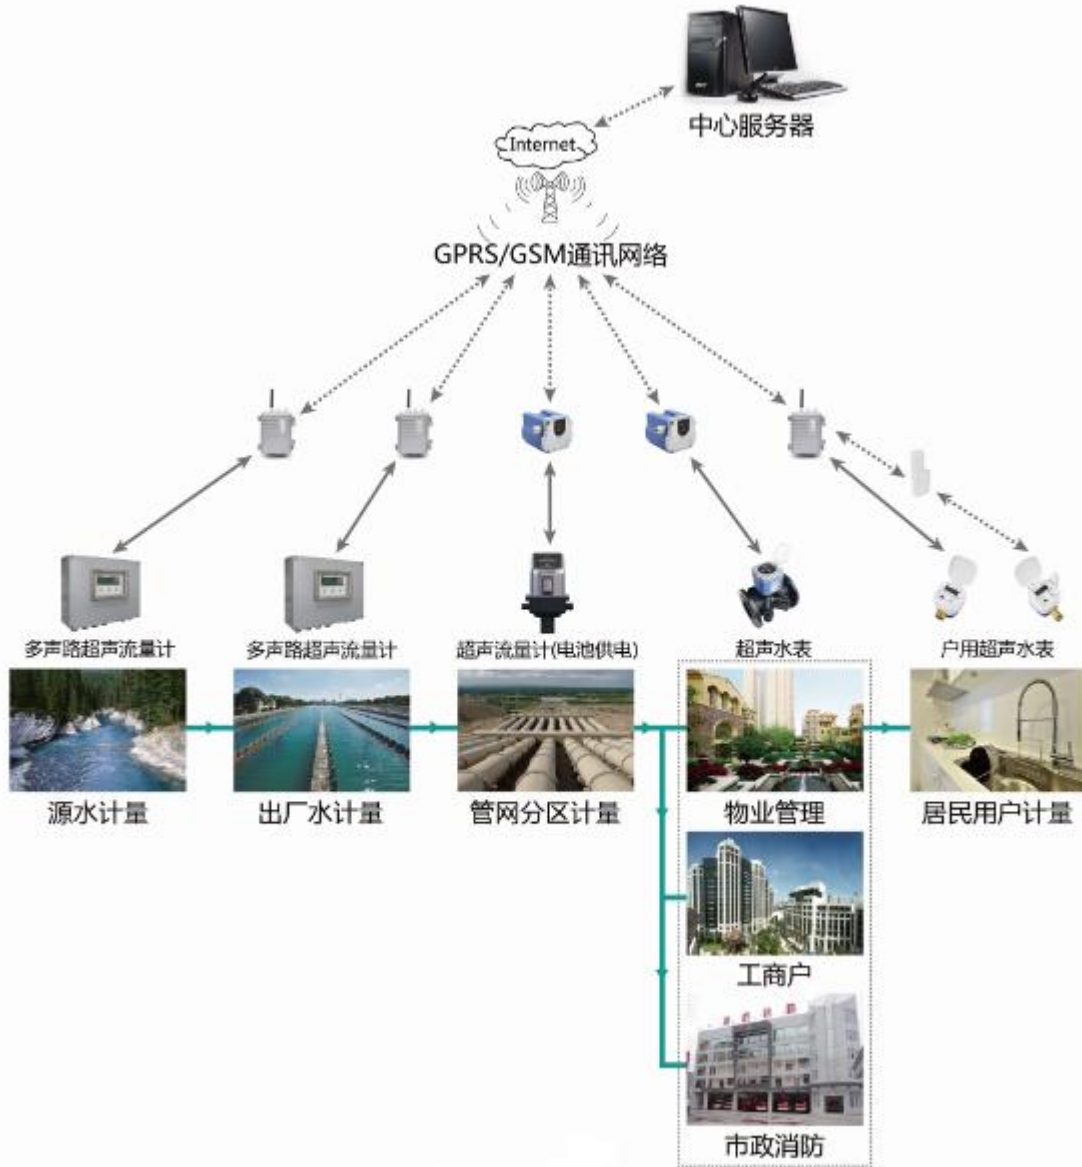 中心服务器
Internet
GPRS/GSM通讯网络
多声路超声流量计
多声路超声流量计
超声流量计(电池供电)
超声水表
户用超声水表
源水计量
出厂水计量
管网分区计量
物业管理
居民用户计量
工商户
市政消防